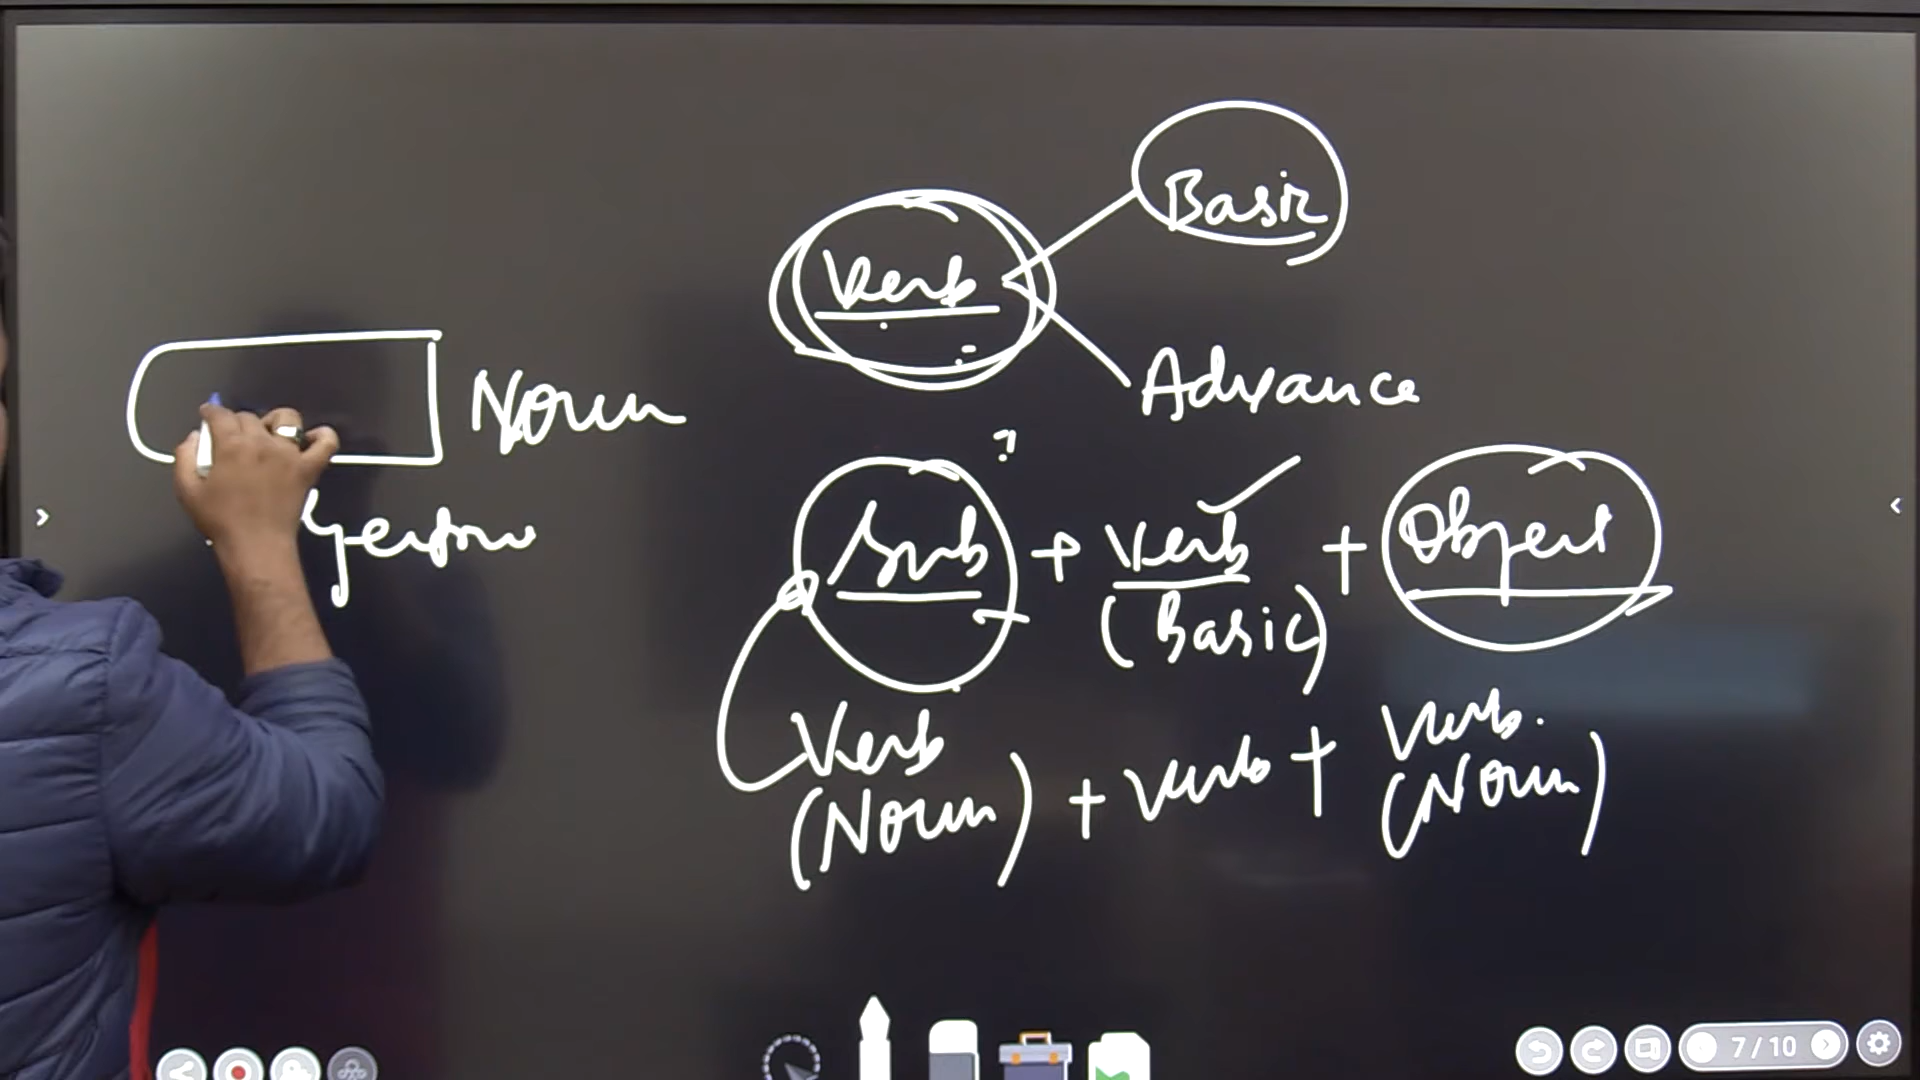 Basic
Verb
Advance
Noun
?
Sub + Verb + Object
(Basic)
Verb + Verb + Verb.
(Noun) (Noun)
7/10